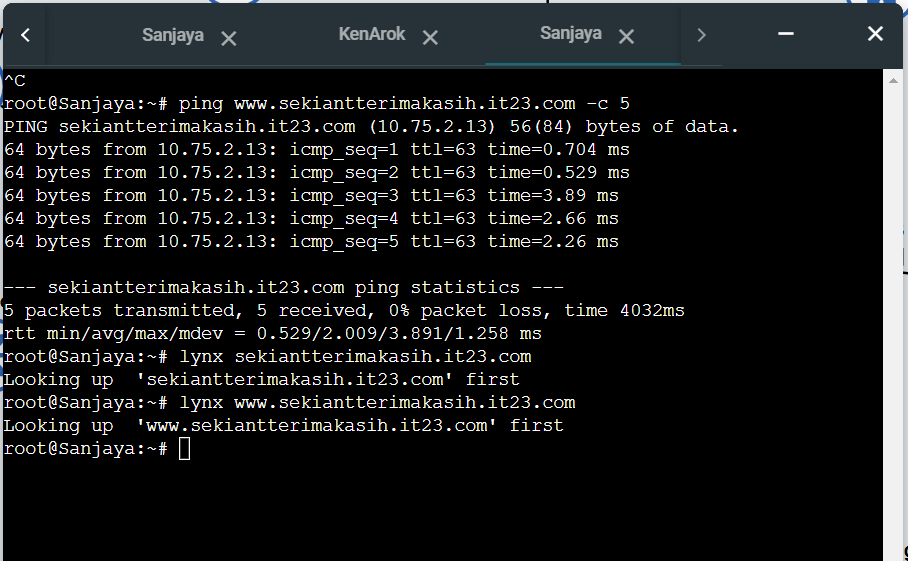 Sanjaya KenArok Sanjaya
^C
root@Sanjaya:~# ping www.sekiantterimakasih.it23.com -c 5
PING sekiantterimakasih.it23.com (10.75.2.13) 56(84) bytes of data.
64 bytes from 10.75.2.13: icmp_seq=1 ttl=63 time=0.704 ms
64 bytes from 10.75.2.13: icmp_seq=2 ttl=63 time=0.529 ms
64 bytes from 10.75.2.13: icmp_seq=3 ttl=63 time=3.89 ms
64 bytes from 10.75.2.13: icmp_seq=4 ttl=63 time=2.66 ms
64 bytes from 10.75.2.13: icmp_seq=5 ttl=63 time=2.26 ms
--- sekiantterimakasih.it23.com ping statistics ---
5 packets transmitted, 5 received, 0% packet loss, time 4032ms
rtt min/avg/max/mdev = 0.529/2.009/3.891/1.258 ms
root@Sanjaya:~# lynx sekiantterimakasih.it23.com
Looking up  'sekiantterimakasih.it23.com' first
root@Sanjaya:~# lynx www.sekiantterimakasih.it23.com
Looking up  'www.sekiantterimakasih.it23.com' first
root@Sanjaya:~#